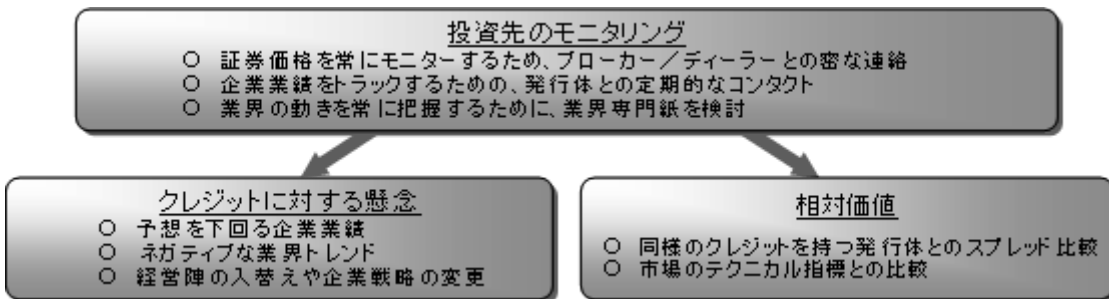 投資先のモニタリング
○ 証券価格を常にモニターするため、ブローカー／ディーラーとの密な連絡
○ 企業業績をトラックするための、発行体との定期的なコンタクト
○ 業界の動きを常に把握するために、業界専門紙を検討
クレジットに対する懸念
○ 予想を下回る企業業績
○ ネガティブな業界トレンド
○ 経営陣の入替えや企業戦略の変更
相対価値
○ 同様のクレジットを持つ発行体とのスプレッド比較
○ 市場のテクニカル指標との比較